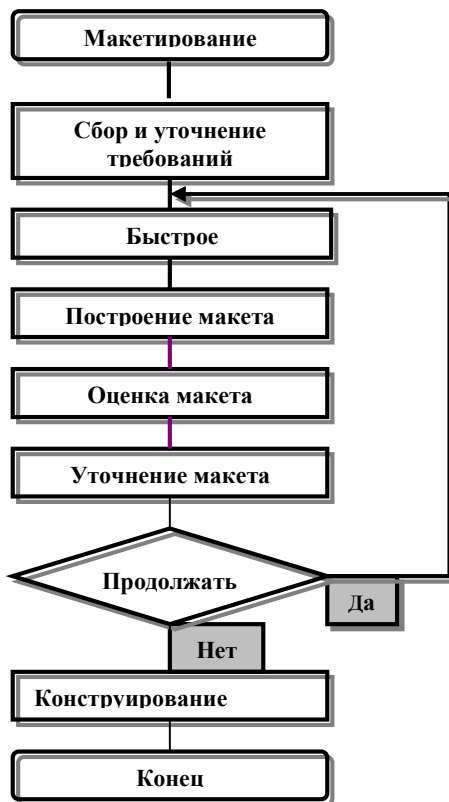 Макетирование
Сбор и уточнение
требований
Быстрое
Построение макета
Оценка макета
Уточнение макета
Продолжать
Да
Нет
Конструирование
Конец